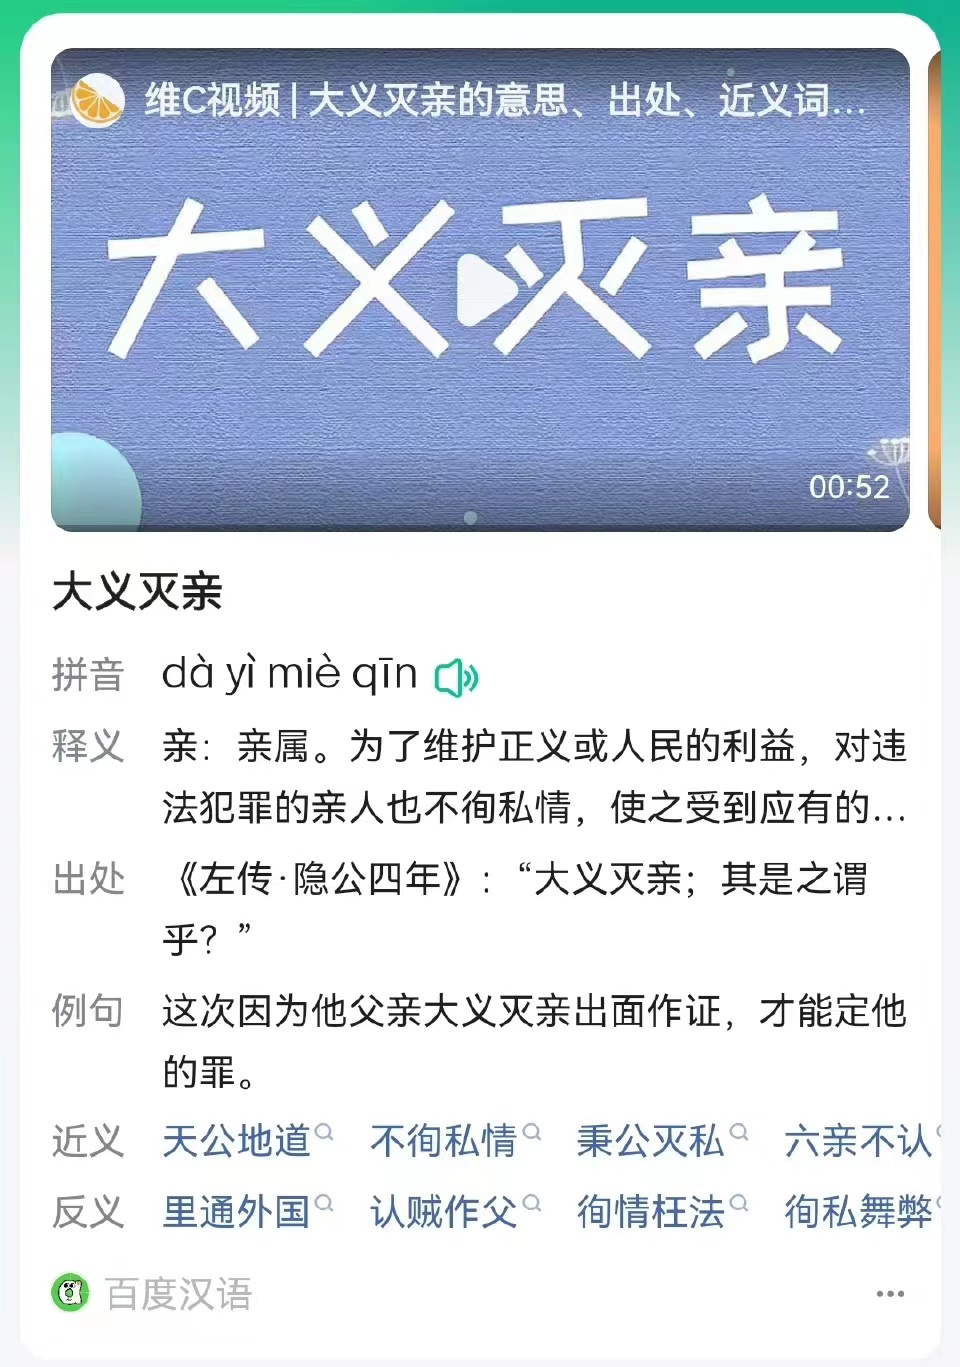 维C视频 | 大义灭亲的意思、出处、近义词...
大义灭亲
00:52
大义灭亲
拼音 dà yì miè qīn
释义 亲：亲属。为了维护正义或人民的利益，对违
法犯罪的亲人也不徇私情，使之受到应有的...
出处 《左传·隐公四年》：“大义灭亲；其是之谓
乎？”
例句 这次因为他父亲大义灭亲出面作证，才能定他
的罪。
近义 天公地道 不徇私情 秉公灭私 六亲不认
反义 里通外国 认贼作父 徇情枉法 徇私舞弊
百度汉语